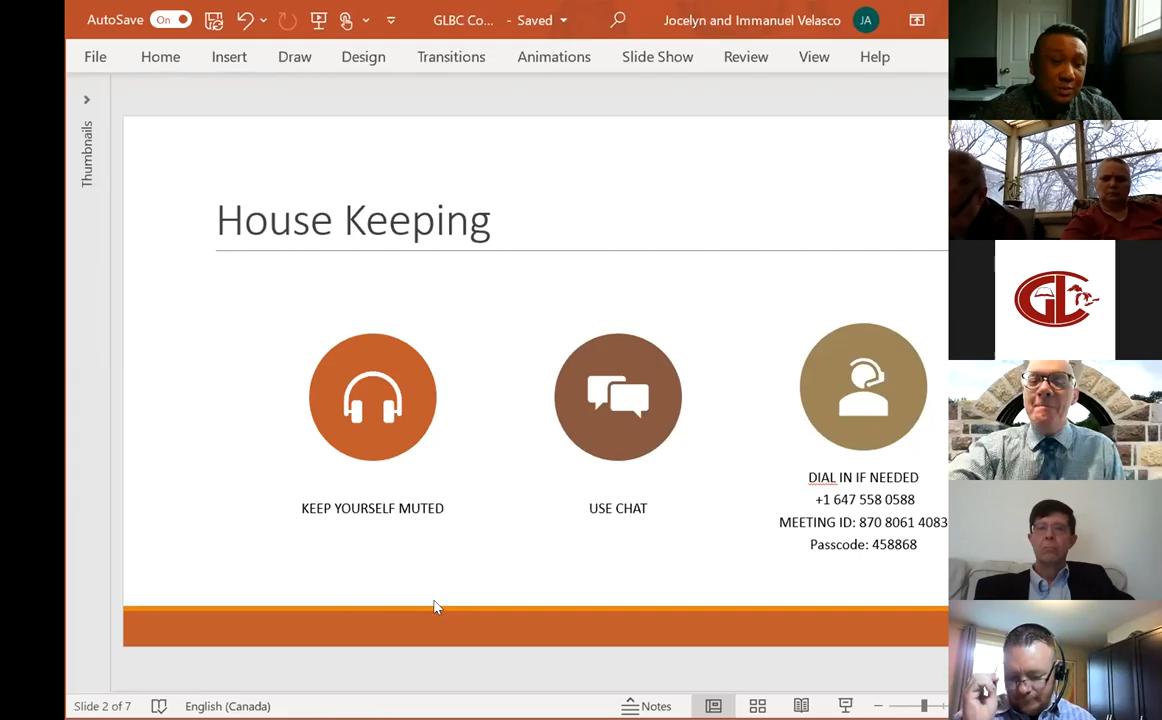 AutoSave On GLBC Co... - Saved Jocelyn and Immanuel Velasco JA
File Home Insert Draw Design Transitions Animations Slide Show Review View Help
Thumbnails
House Keeping
KEEP YOURSELF MUTED
USE CHAT
DIAL IN IF NEEDED
+1 647 558 0588
MEETING ID: 870 8061 4083
Passcode: 458868
GL
Slide 2 of 7 English (Canada) Notes